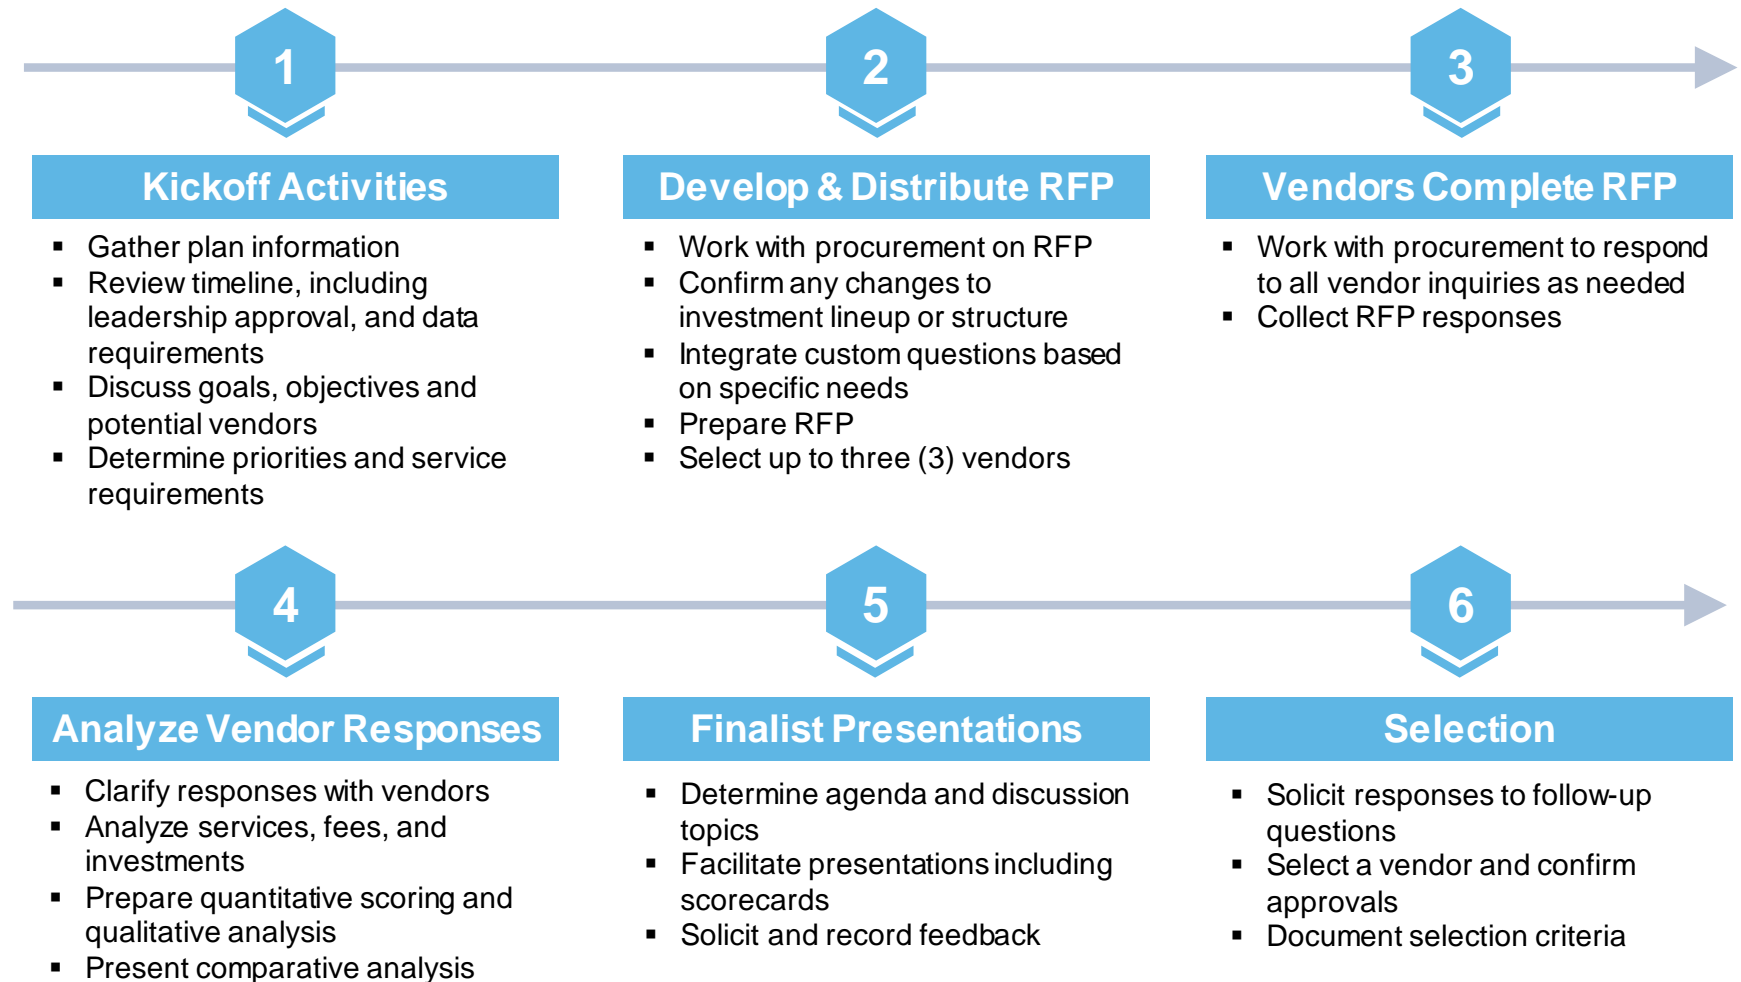 1
2
3
Kickoff Activities
▪ Gather plan information
▪ Review timeline, including
leadership approval, and data
requirements
▪ Discuss goals, objectives and
potential vendors
▪ Determine priorities and service
requirements
Develop & Distribute RFP
▪ Work with procurement on RFP
▪ Confirm any changes to
investment lineup or structure
▪ Integrate custom questions based
on specific needs
▪ Prepare RFP
▪ Select up to three (3) vendors
Vendors Complete RFP
▪ Work with procurement to respond
to all vendor inquiries as needed
▪ Collect RFP responses
4
5
6
Analyze Vendor Responses
▪ Clarify responses with vendors
▪ Analyze services, fees, and
investments
▪ Prepare quantitative scoring and
qualitative analysis
▪ Present comparative analysis
Finalist Presentations
▪ Determine agenda and discussion
topics
▪ Facilitate presentations including
scorecards
▪ Solicit and record feedback
Selection
▪ Solicit responses to follow-up
questions
▪ Select a vendor and confirm
approvals
▪ Document selection criteria